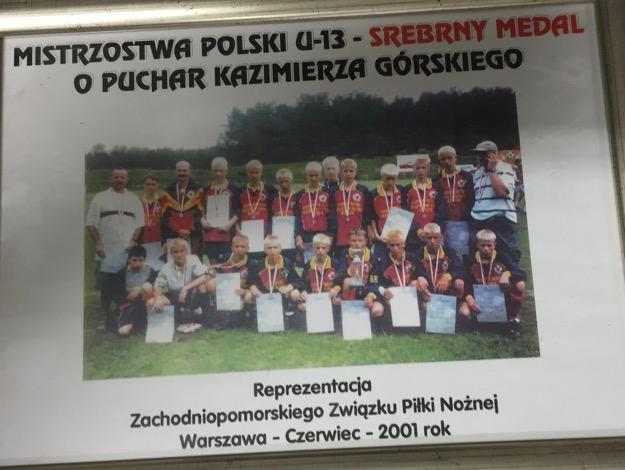 MISTRZOSTWA POLSKI U-13 - SREBRNY MEDAL
O PUCHAR KAZIMIERZA GÓRSKIEGO
Reprezentacja
Zachodniopomorskiego Związku Piłki Nożnej
Warszawa - Czerwiec - 2001 rok